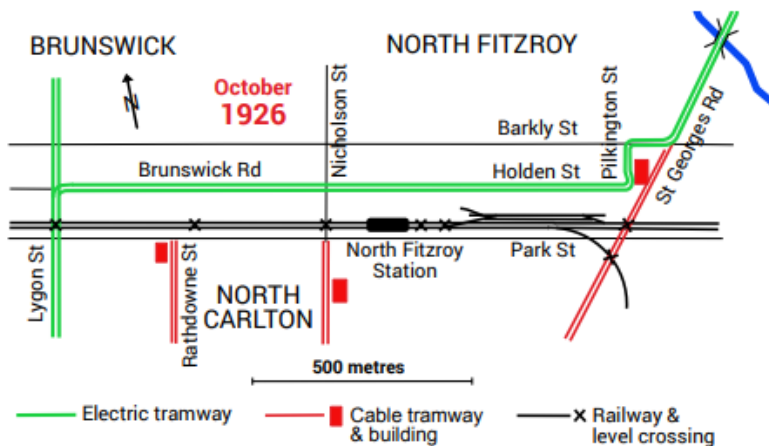 BRUNSWICK
NORTH FITZROY
October
1926
N
Nicholson St
Pilkington St
St Georges Rd
Barkly St
Brunswick Rd
Holden St
Lygon St
Rathdowne St
North Fitzroy
Station
Park St
NORTH
CARLTON
500 metres
Electric tramway
Cable tramway
& building
Railway &
level crossing